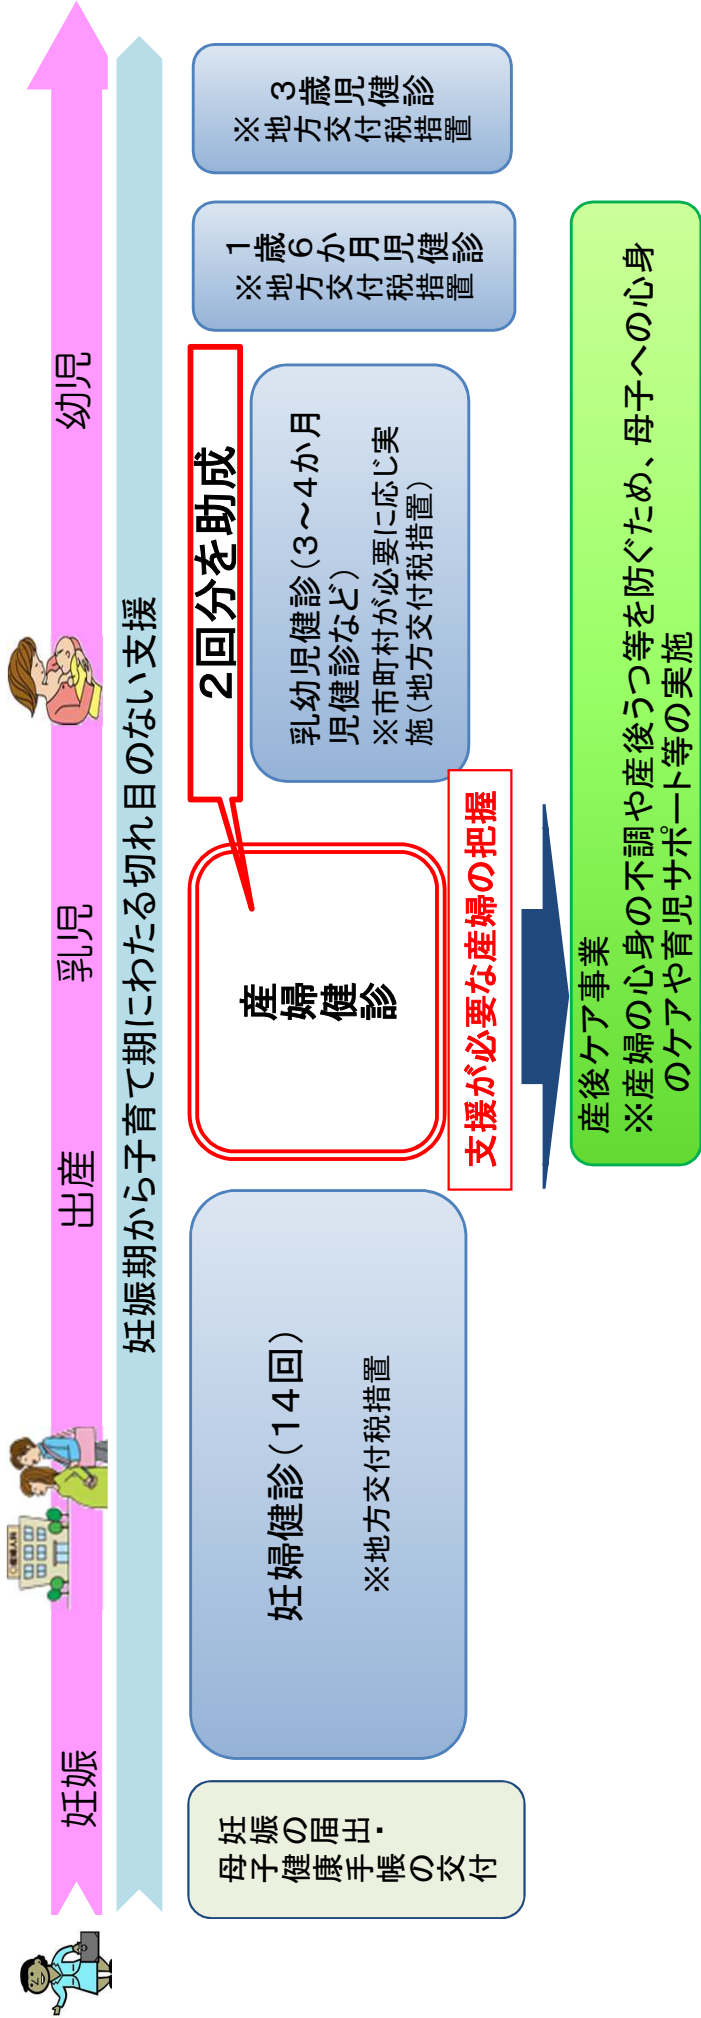 妊娠
出産
乳児
幼児
妊娠期から子育て期にわたる切れ目のない支援
妊娠の届出・
母子健康手帳の交付
妊婦健診（１４回）
※地方交付税措置
産婦健診
２回分を助成
乳幼児健診（３～４か月
児健診など）
※市町村が必要に応じ実
施（地方交付税措置）
１歳６か月児健診
※地方交付税措置
３歳児健診
※地方交付税措置
支援が必要な産婦の把握
産後ケア事業
※産婦の心身の不調や産後うつ等を防ぐため、母子への心身
のケアや育児サポート等の実施